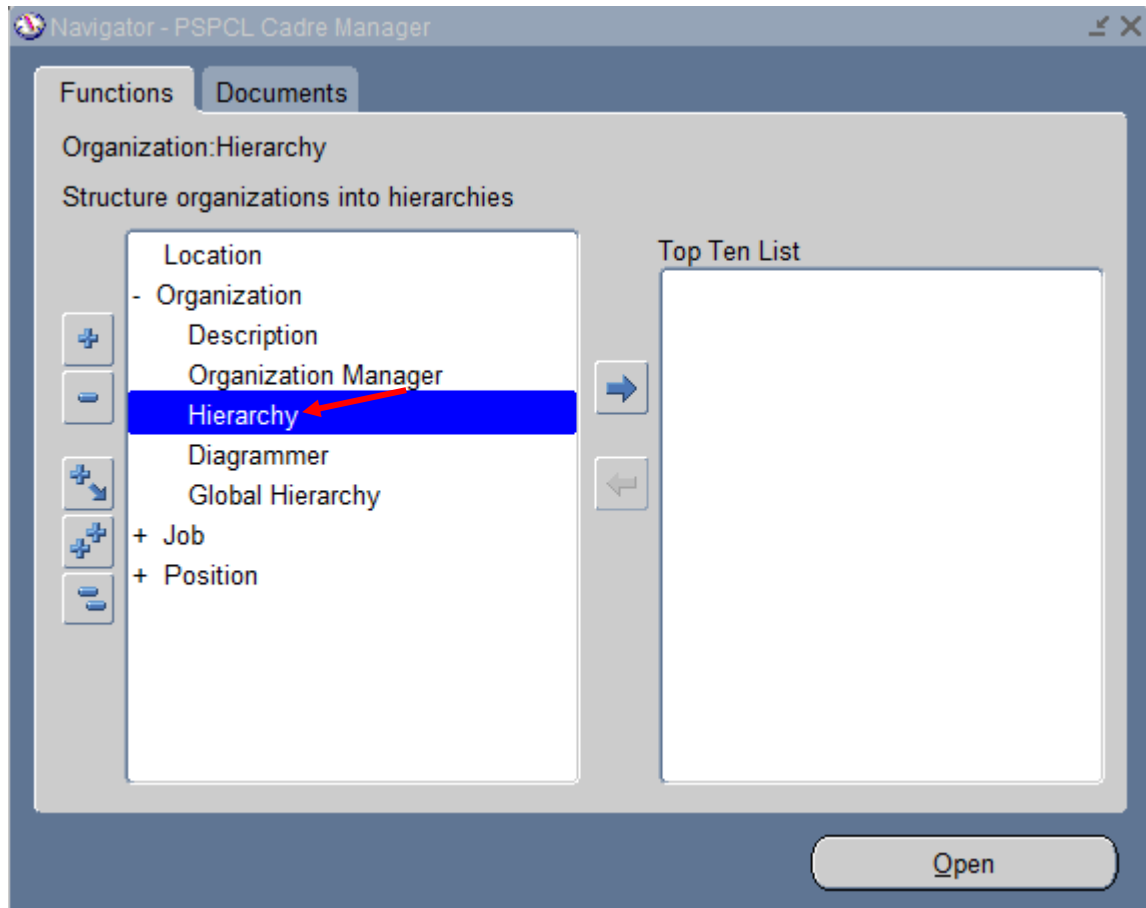 Navigator - PSPCL Cadre Manager
Functions
Documents
Organization:Hierarchy
Structure organizations into hierarchies
Location
- Organization
Description
Organization Manager
Hierarchy
Diagrammer
Global Hierarchy
+ Job
+ Position
Top Ten List
Open